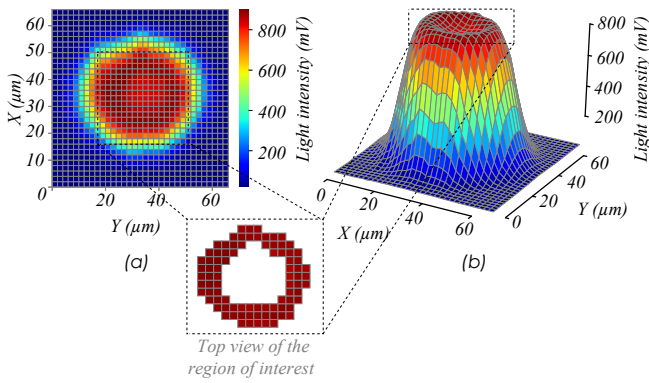 60
50
40
30
20
10
0
X (µm)
0 20 40 60
Y (µm)
800
600
400
200
Light intensity (mV)
(a)
800
600
400
200
Light intensity (mV)
0 20 40 60
X (µm)
0 20 40 60
Y (µm)
(b)
Top view of the
region of interest